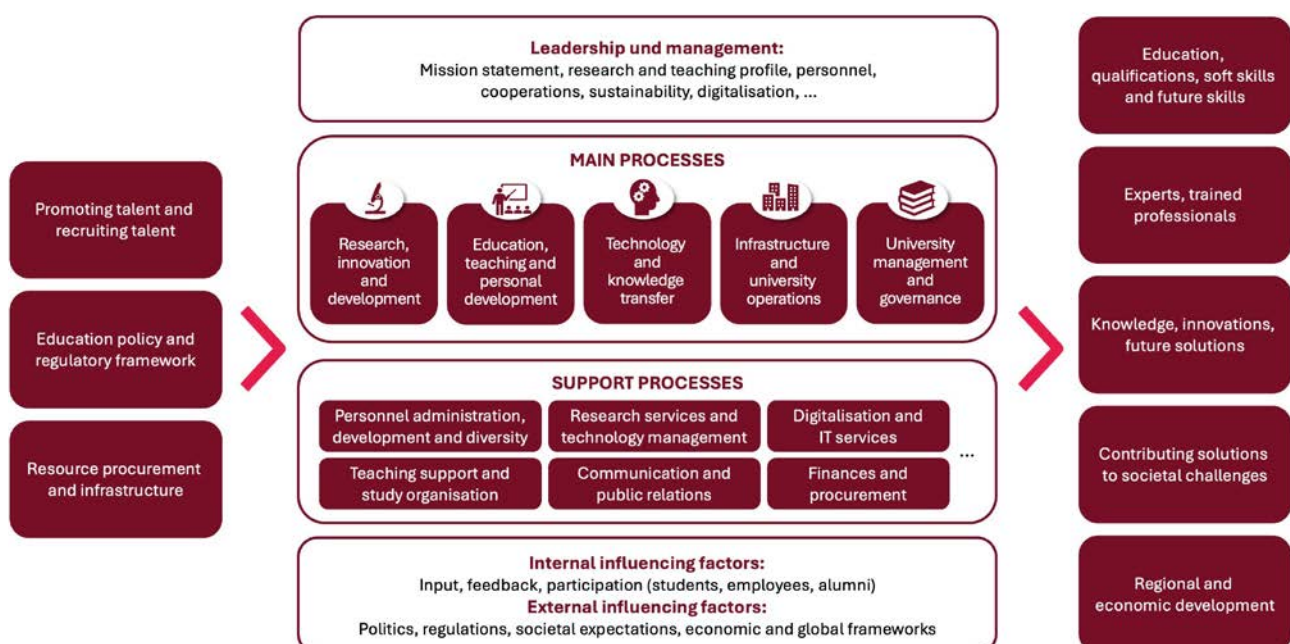 Promoting talent and
recruiting talent
Education policy and
regulatory framework
Resource procurement
and infrastructure
Leadership und management:
Mission statement, research and teaching profile, personnel,
cooperations, sustainability, digitalisation, ...
MAIN PROCESSES
Research,
innovation
and
development
Education,
teaching and
personal
development
Technology
and
knowledge
transfer
Infrastructure
and
university
operations
University
management
and
governance
SUPPORT PROCESSES
Personnel administration,
development and diversity
Research services and
technology management
Digitalisation and
IT services
Teaching support and
study organisation
Communication and
public relations
Finances and
procurement
...
Internal influencing factors:
Input, feedback, participation (students, employees, alumni)
External influencing factors:
Politics, regulations, societal expectations, economic and global frameworks
Education,
qualifications, soft skills
and future skills
Experts, trained
professionals
Knowledge, innovations,
future solutions
Contributing solutions
to societal challenges
Regional and
economic development